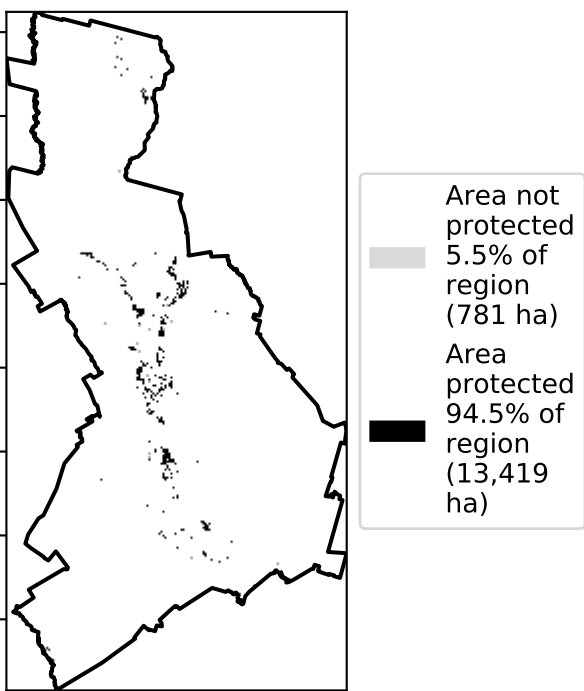 Area not
protected
5.5% of
region
(781 ha)
Area
protected
94.5% of
region
(13,419
ha)